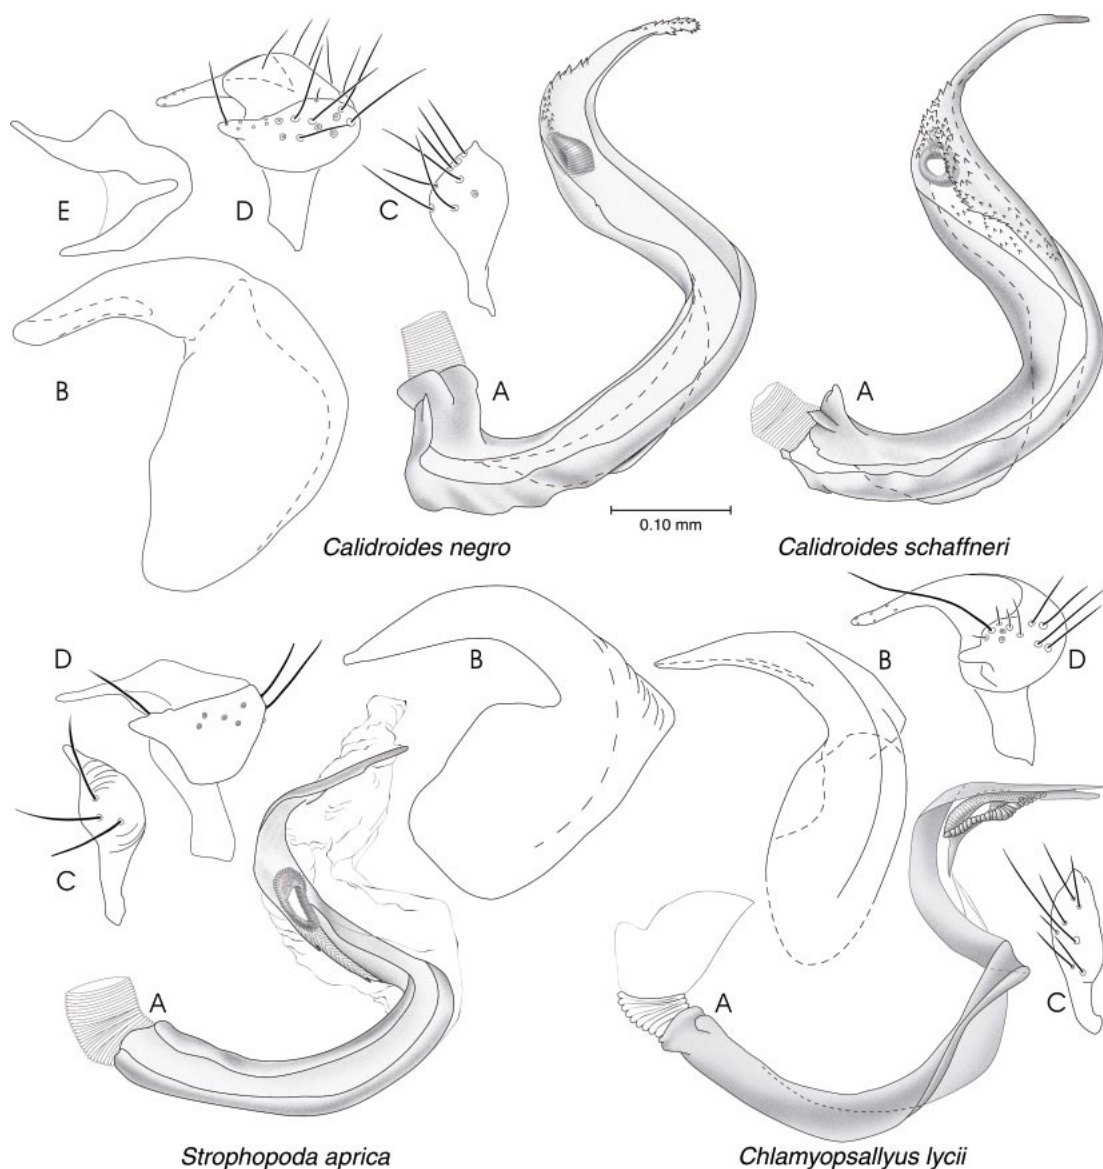 E
D
C
B
A
A
0.10 mm
Calidroides negro
Calidroides schaffneri
D
B
B
D
C
A
A
C
Strophopoda aprica
Chlamyopsallyus lycii